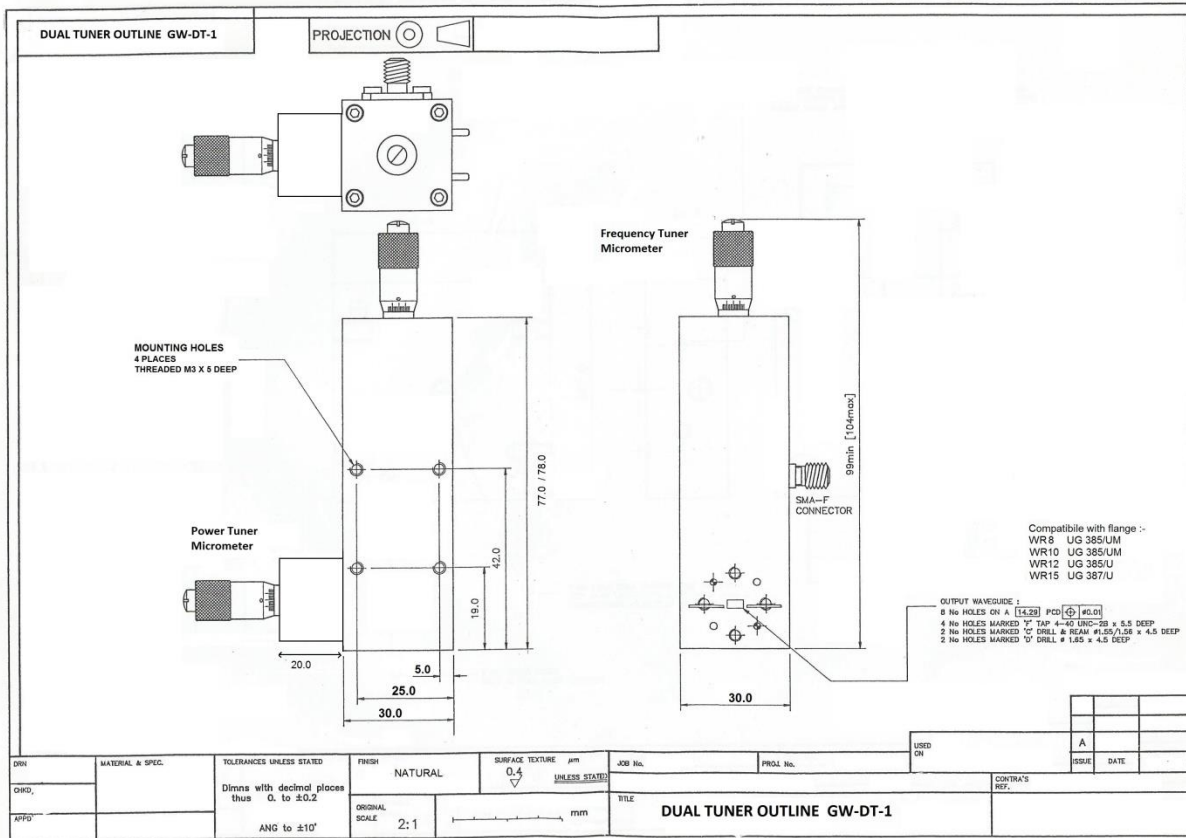 DUAL TUNER OUTLINE GW-DT-1
PROJECTION
Frequency Tuner
Micrometer
MOUNTING HOLES
4 PLACES
THREADED M3 X 5 DEEP
77.0 / 78.0
99min [104max]
SMA-F
CONNECTOR
Power Tuner
Micrometer
42.0
19.0
20.0
5.0
25.0
30.0
30.0
Compatibile with flange :-
WR8 UG 385/UM
WR10 UG 385/UM
WR12 UG 385/U
WR15 UG 387/U
OUTPUT WAVEGUIDE :
8 No HOLES ON A 14.29 PCD ⌖ ø0.01
4 No HOLES MARKED 'F' TAP 4-40 UNC-2B x 5.5 DEEP
2 No HOLES MARKED 'C' DRILL & REAM ø1.55/1.56 x 4.5 DEEP
2 No HOLES MARKED 'D' DRILL ø 1.65 x 4.5 DEEP
DRN
CHKD.
APPD
MATERIAL & SPEC.
TOLERANCES UNLESS STATED
Dimns with decimal places
thus 0. to ±0.2
ANG to ±10'
FINISH
NATURAL
ORIGINAL
SCALE 2:1
SURFACE TEXTURE μm
0.4
UNLESS STATED
mm
JOB No.
PROJ. No.
TITLE
DUAL TUNER OUTLINE GW-DT-1
USED
ON
A
ISSUE DATE
CONTRA'S
REF.